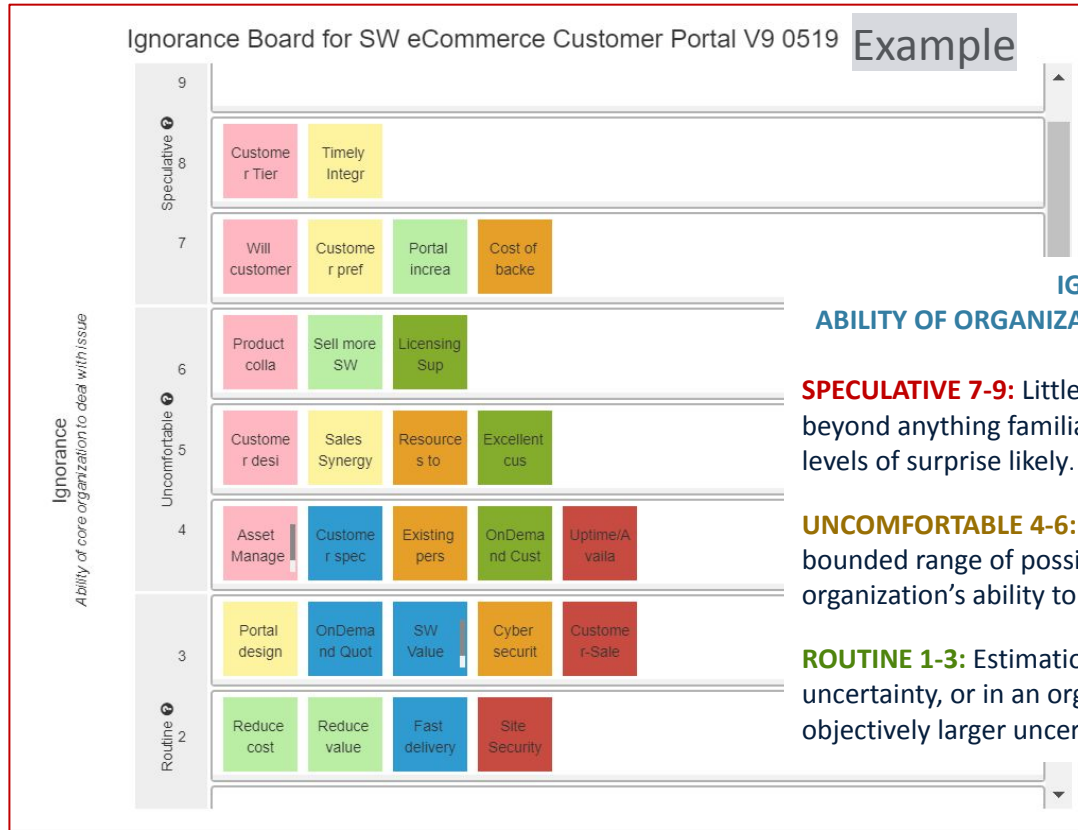 Ignorance Board for SW eCommerce Customer Portal V9 0519
Example
Ignorance
Ability of core organization to deal with issue
Speculative
9
8
Custome
r Tier
Timely
Integr
7
Will
customer
Custome
r pref
Portal
increa
Cost of
backe
Uncomfortable
6
Product
colla
Sell more
SW
Licensing
Sup
5
Custome
r desi
Sales
Synergy
Resource
s to
Excellent
cus
4
Asset
Manage
Custome
r spec
Existing
pers
OnDema
nd Cust
Uptime/A
vaila
Routine
3
Portal
design
OnDema
nd Quot
SW
Value
Cyber
securit
Custome
r-Sale
2
Reduce
cost
Reduce
value
Fast
delivery
Site
Security
IG
ABILITY OF ORGANIZA
SPECULATIVE 7-9: Little
beyond anything familia
levels of surprise likely.
UNCOMFORTABLE 4-6:
bounded range of possi
organization’s ability to
ROUTINE 1-3: Estimatio
uncertainty, or in an org
objectively larger uncer